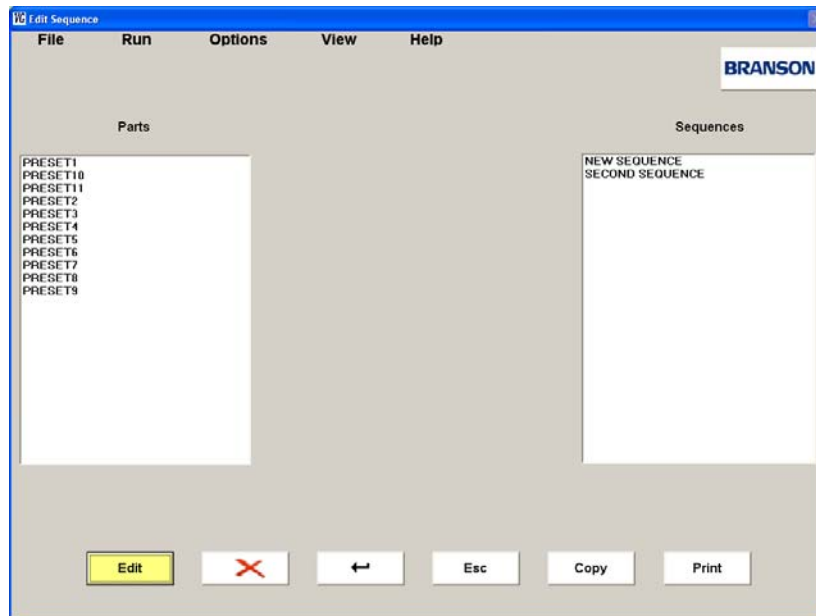 VG Edit Sequence
File Run Options View Help
BRANSON
Parts
Sequences
PRESET1
PRESET10
PRESET11
PRESET2
PRESET3
PRESET4
PRESET5
PRESET6
PRESET7
PRESET8
PRESET9
NEW SEQUENCE
SECOND SEQUENCE
Edit Esc Copy Print